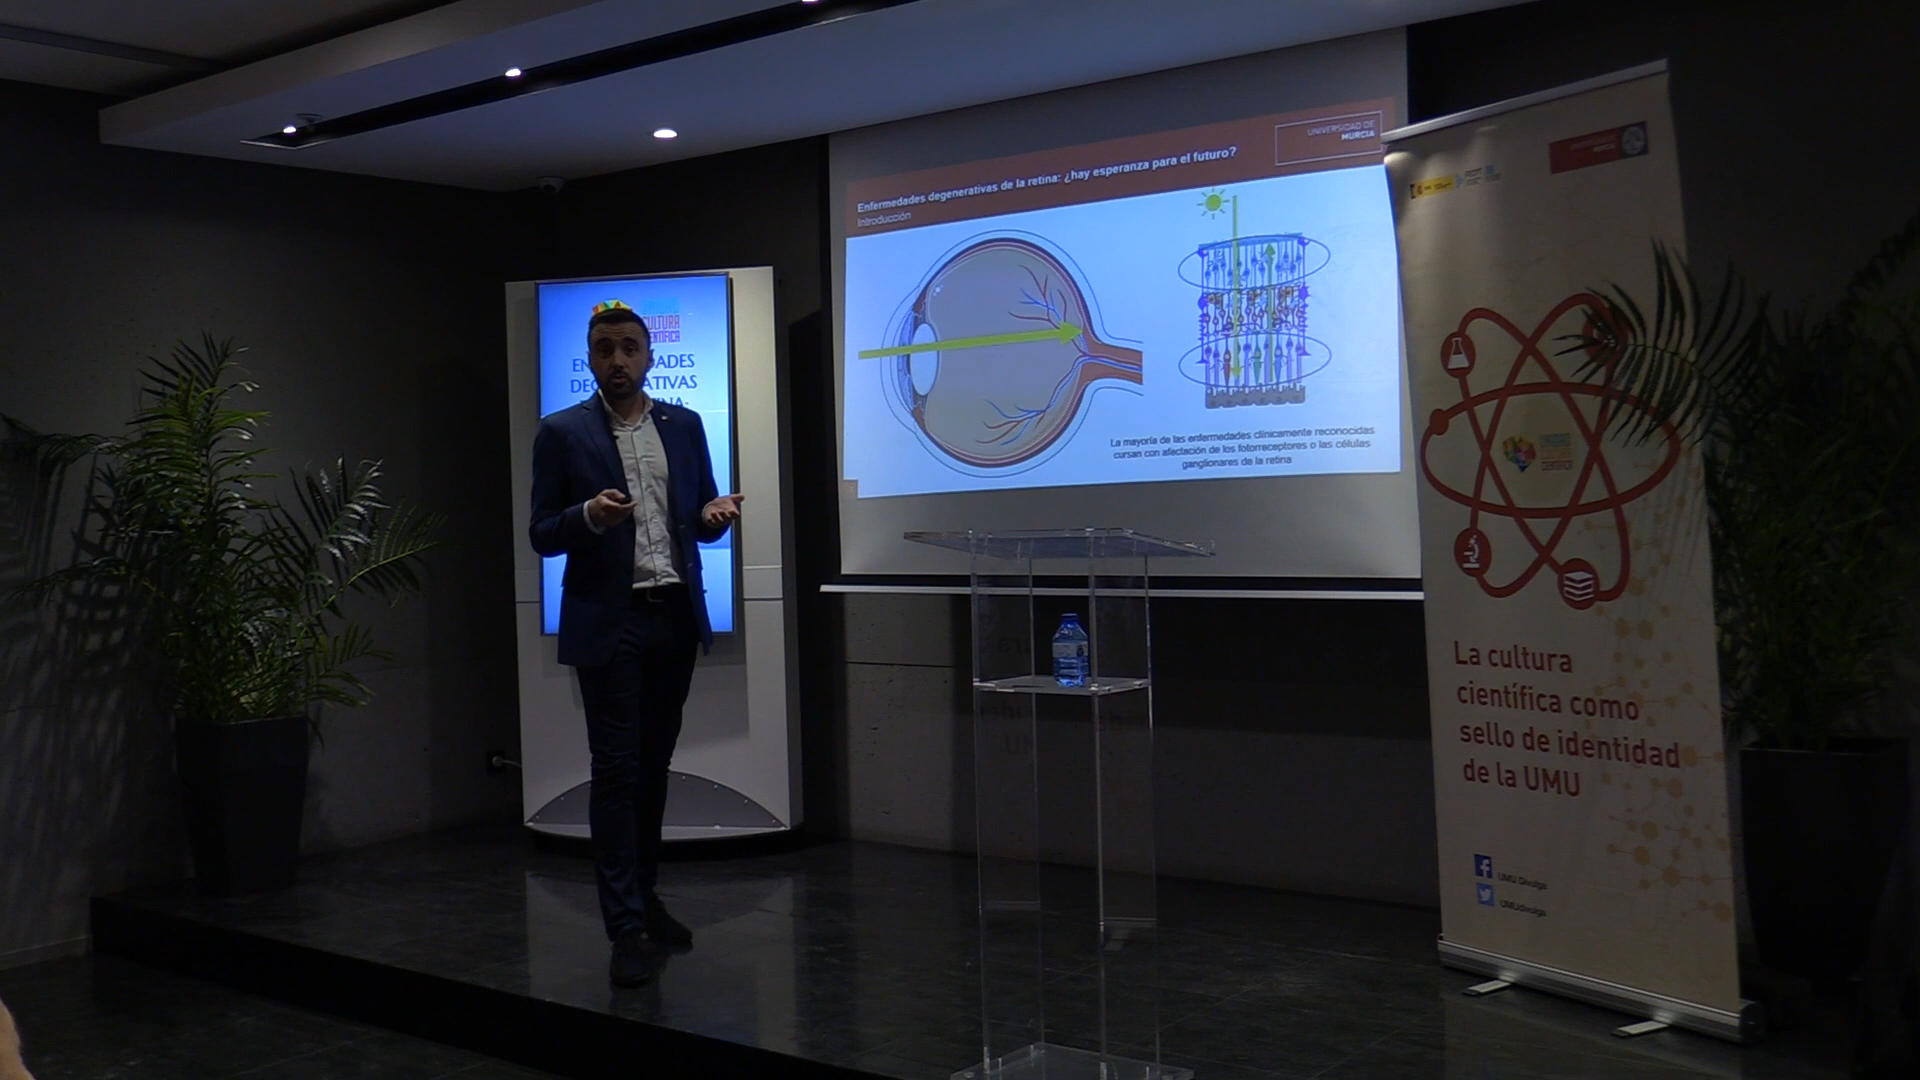 UNIVERSIDAD DE
MURCIA
Enfermedades degenerativas de la retina: ¿hay esperanza para el futuro?
Introducción
La mayoría de las enfermedades clínicamente reconocidas
cursan con afectación de los fotorreceptores o las células
ganglionares de la retina
CULTURA
La cultura
científica como
sello de identidad
de la UMU
UMU Divulga
UMUdivulga